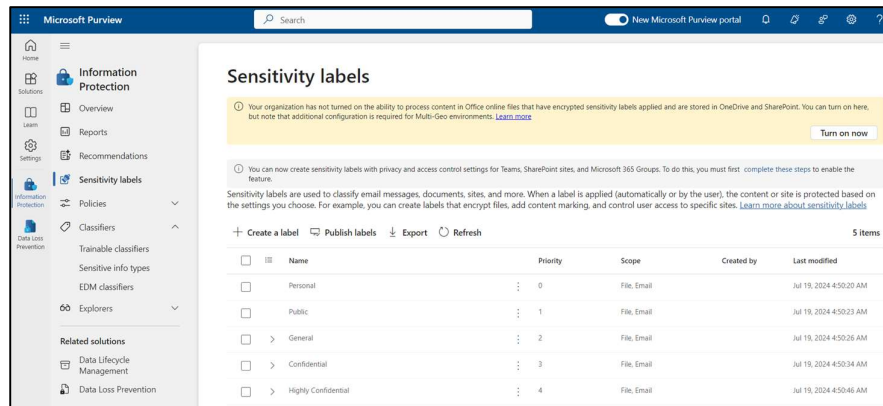 Microsoft Purview
Search
New Microsoft Purview portal
?
Home
Solutions
Learn
Settings
Information
Protection
Data Loss
Prevention
Information
Protection
Overview
Reports
Recommendations
Sensitivity labels
Policies
Classifiers
Trainable classifiers
Sensitive info types
EDM classifiers
Explorers
Related solutions
Data Lifecycle
Management
Data Loss Prevention
Sensitivity labels
Your organization has not turned on the ability to process content in Office online files that have encrypted sensitivity labels applied and are stored in OneDrive and SharePoint. You can turn on here,
but note that additional configuration is required for Multi-Geo environments. Learn more
Turn on now
You can now create sensitivity labels with privacy and access control settings for Teams, SharePoint sites, and Microsoft 365 Groups. To do this, you must first complete these steps to enable the
feature.
Sensitivity labels are used to classify email messages, documents, sites, and more. When a label is applied (automatically or by the user), the content or site is protected based on
the settings you choose. For example, you can create labels that encrypt files, add content marking, and control user access to specific sites. Learn more about sensitivity labels
+ Create a label Publish labels Export Refresh 5 items
Name Priority Scope Created by Last modified
Personal 0 File, Email Jul 19, 2024 4:50:20 AM
Public 1 File, Email Jul 19, 2024 4:50:23 AM
General 2 File, Email Jul 19, 2024 4:50:26 AM
Confidential 3 File, Email Jul 19, 2024 4:50:34 AM
Highly Confidential 4 File, Email Jul 19, 2024 4:50:46 AM